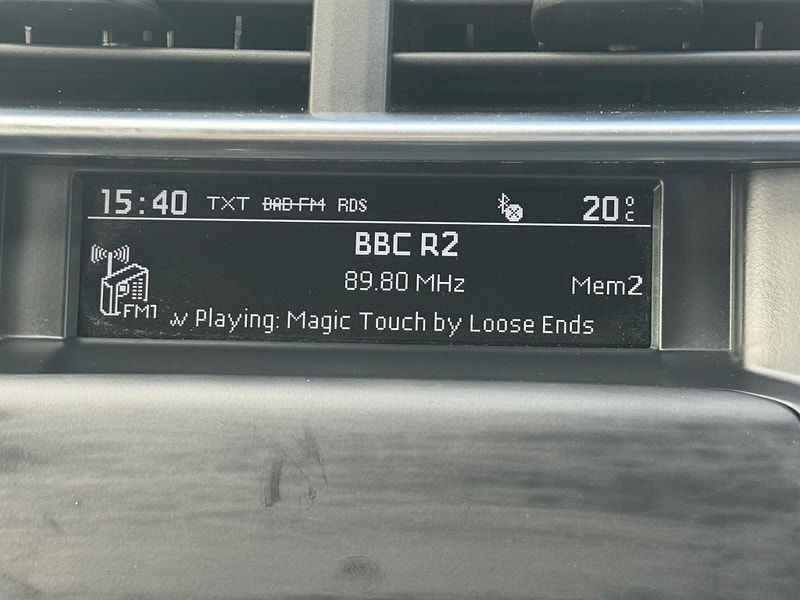 15:40 TXT DAB-FM RDS 20°C
BBC R2
89.80 MHz Mem2
FM1
w Playing: Magic Touch by Loose Ends